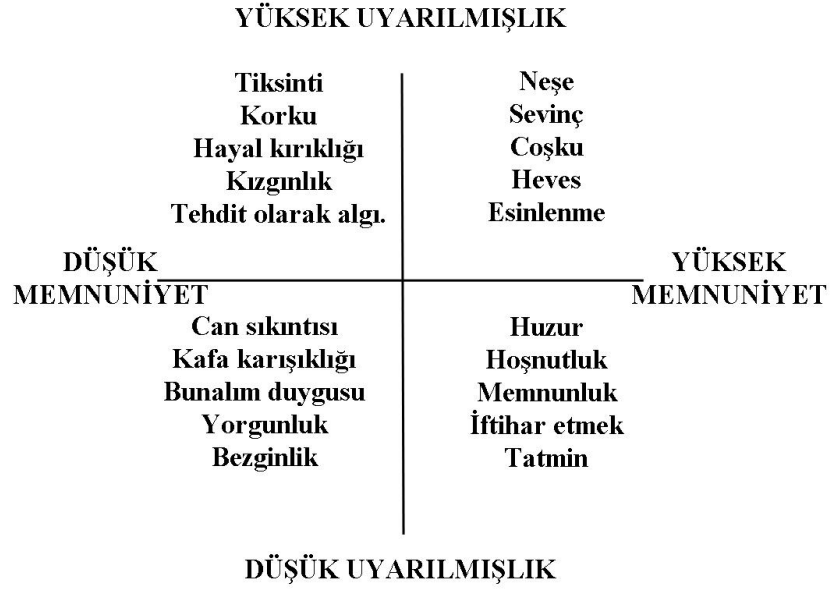 YÜKSEK UYARILMIŞLIK
Tiksinti
Korku
Hayal kırıklığı
Kızgınlık
Tehdit olarak algı.
Neşe
Sevinç
Coşku
Heves
Esinlenme
DÜŞÜK
MEMNUNİYET
YÜKSEK
MEMNUNİYET
Can sıkıntısı
Kafa karışıklığı
Bunalım duygusu
Yorgunluk
Bezginlik
Huzur
Hoşnutluk
Memnunluk
İftihar etmek
Tatmin
DÜŞÜK UYARILMIŞLIK